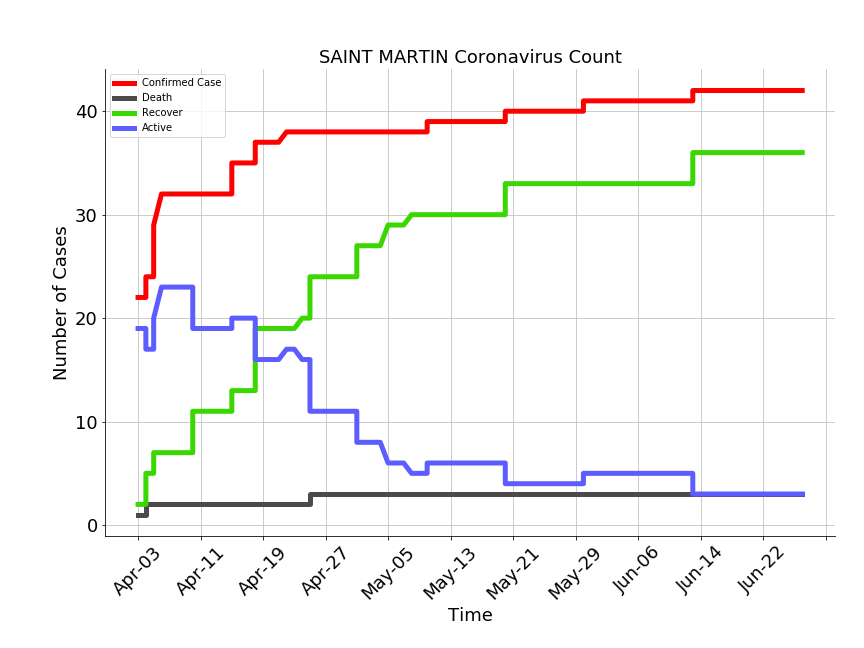 SAINT MARTIN Coronavirus Count
Confirmed Case
Death
Recover
Active
Number of Cases
40
30
20
10
0
Apr-03
Apr-11
Apr-19
Apr-27
May-05
May-13
May-21
May-29
Jun-06
Jun-14
Jun-22
Time